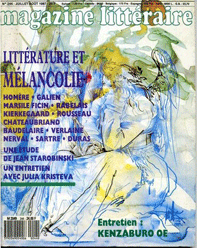 magazine littéraire
LITTÉRATURE ET
MÉLANCOLIE
HOMÈRE • GALIEN
MARSILE FICIN • RABELAIS
KIERKEGAARD • ROUSSEAU
CHATEAUBRIAND
BAUDELAIRE • VERLAINE
NERVAL • SARTRE • DURAS
UNE ÉTUDE
DE JEAN STAROBINSKI
UN ENTRETIEN
AVEC JULIA KRISTEVA
Entretien :
KENZABURO OE